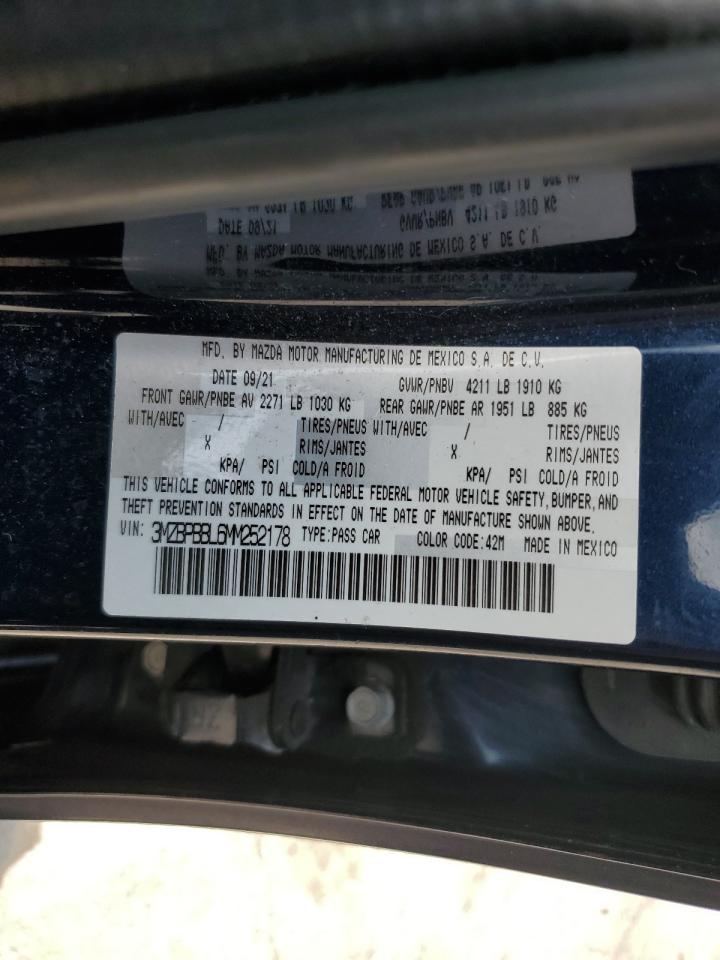 MFD. BY MAZDA MOTOR MANUFACTURING DE MEXICO S.A. DE C.V.
DATE 09/21 GVWR/PNBV 4211 LB 1910 KG
FRONT GAWR/PNBE AV 2271 LB 1030 KG REAR GAWR/PNBE AR 1951 LB 885 KG
WITH/AVEC / TIRES/PNEUS WITH/AVEC / TIRES/PNEUS
X RIMS/JANTES X RIMS/JANTES
KPA/ PSI COLD/A FROID KPA/ PSI COLD/A FROID
THIS VEHICLE CONFORMS TO ALL APPLICABLE FEDERAL MOTOR VEHICLE SAFETY, BUMPER, AND
THEFT PREVENTION STANDARDS IN EFFECT ON THE DATE OF MANUFACTURE SHOWN ABOVE.
VIN: 3MZBPBBL6MM252178 TYPE:PASS CAR COLOR CODE:42M MADE IN MEXICO